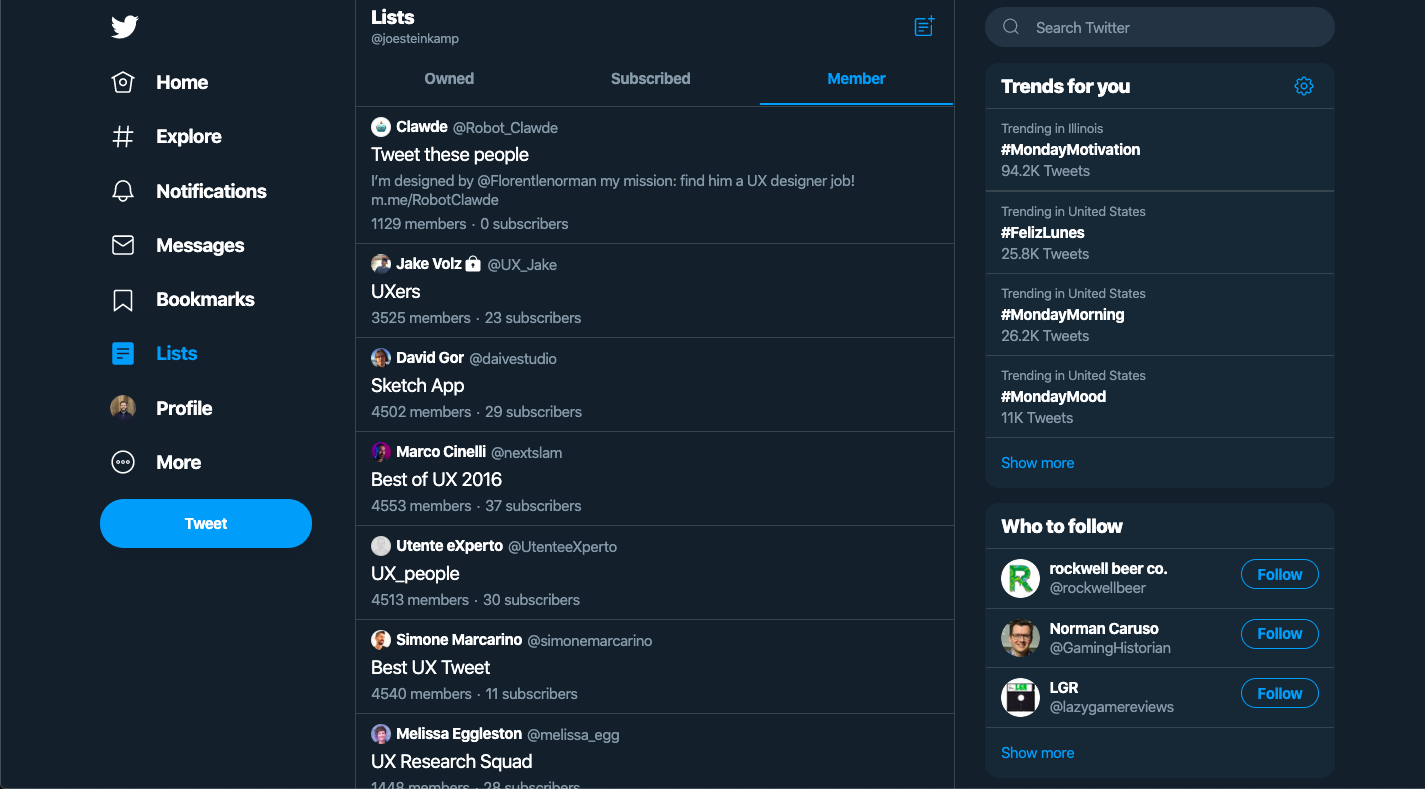 Home
Explore
Notifications
Messages
Bookmarks
Lists
Profile
More
Tweet
Lists
@joesteinkamp
Owned Subscribed Member
Clawde @Robot_Clawde
Tweet these people
I'm designed by @Florentlenorman my mission: find him a UX designer job!
m.me/RobotClawde
1129 members · 0 subscribers
Jake Volz @UX_Jake
UXers
3525 members · 23 subscribers
David Gor @daivestudio
Sketch App
4502 members · 29 subscribers
Marco Cinelli @nextslam
Best of UX 2016
4553 members · 37 subscribers
Utente eXperto @UtenteeXperto
UX_people
4513 members · 30 subscribers
Simone Marcarino @simonemarcarino
Best UX Tweet
4540 members · 11 subscribers
Melissa Eggleston @melissa_egg
UX Research Squad
1448 members · 28 subscribers
Search Twitter
Trends for you
Trending in Illinois
#MondayMotivation
94.2K Tweets
Trending in United States
#FelizLunes
25.8K Tweets
Trending in United States
#MondayMorning
26.2K Tweets
Trending in United States
#MondayMood
11K Tweets
Show more
Who to follow
rockwell beer co.
@rockwellbeer
Follow
Norman Caruso
@GamingHistorian
Follow
LGR
@lazygamereviews
Follow
Show more